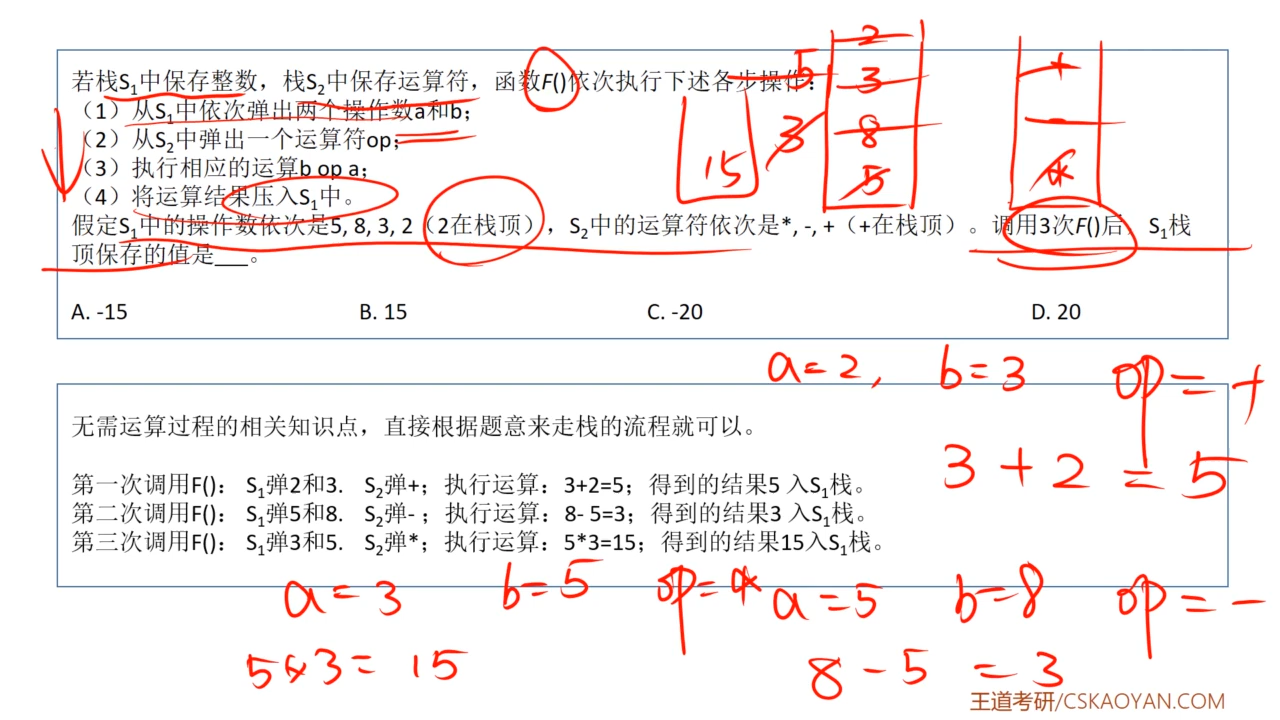 若栈S₁中保存整数，栈S₂中保存运算符，函数F()依次执行下述各步操作：
（1）从S₁中依次弹出两个操作数a和b；
（2）从S₂中弹出一个运算符op；
（3）执行相应的运算b op a；
（4）将运算结果压入S₁中。
假定S₁中的操作数依次是5, 8, 3, 2（2在栈顶），S₂中的运算符依次是*, -, +（+在栈顶）。调用3次F()后，S₁栈
顶保存的值是___。
A. -15 B. 15 C. -20 D. 20
2
5 3 +
3 8 -
15 5 *
a=2, b=3 op=+
3+2=5
无需运算过程的相关知识点，直接根据题意来走栈的流程就可以。
第一次调用F()： S₁弹2和3. S₂弹+；执行运算：3+2=5；得到的结果5 入S₁栈。
第二次调用F()： S₁弹5和8. S₂弹- ；执行运算：8- 5=3；得到的结果3 入S₁栈。
第三次调用F()： S₁弹3和5. S₂弹*；执行运算：5*3=15；得到的结果15入S₁栈。
a=3 b=5 op=* a=5 b=8 op=-
5*3=15 8-5=3
王道考研/CSKAOYAN.COM